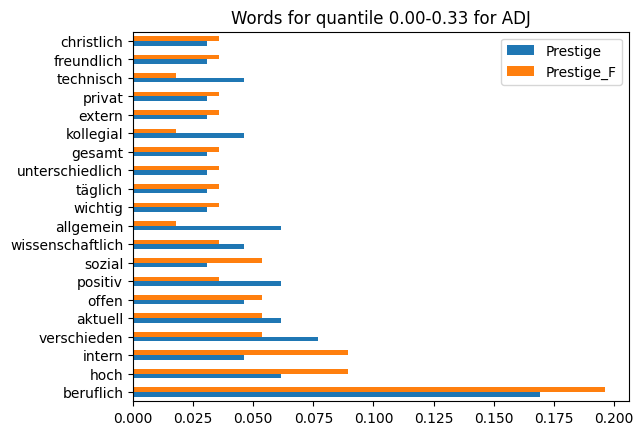 Words for quantile 0.00-0.33 for ADJ
christlich
freundlich
technisch
privat
extern
kollegial
gesamt
unterschiedlich
täglich
wichtig
allgemein
wissenschaftlich
sozial
positiv
offen
aktuell
verschieden
intern
hoch
beruflich
Prestige
Prestige_F
0.000 0.025 0.050 0.075 0.100 0.125 0.150 0.175 0.200